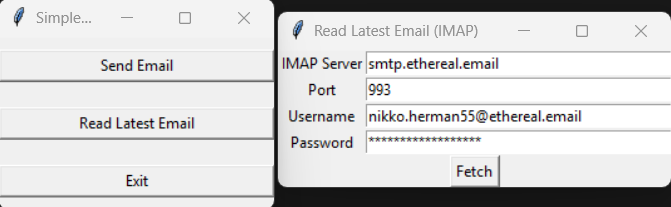 Simple...
Send Email
Read Latest Email
Exit
Read Latest Email (IMAP)
IMAP Server smtp.ethereal.email
Port 993
Username nikko.herman55@ethereal.email
Password ******************
Fetch